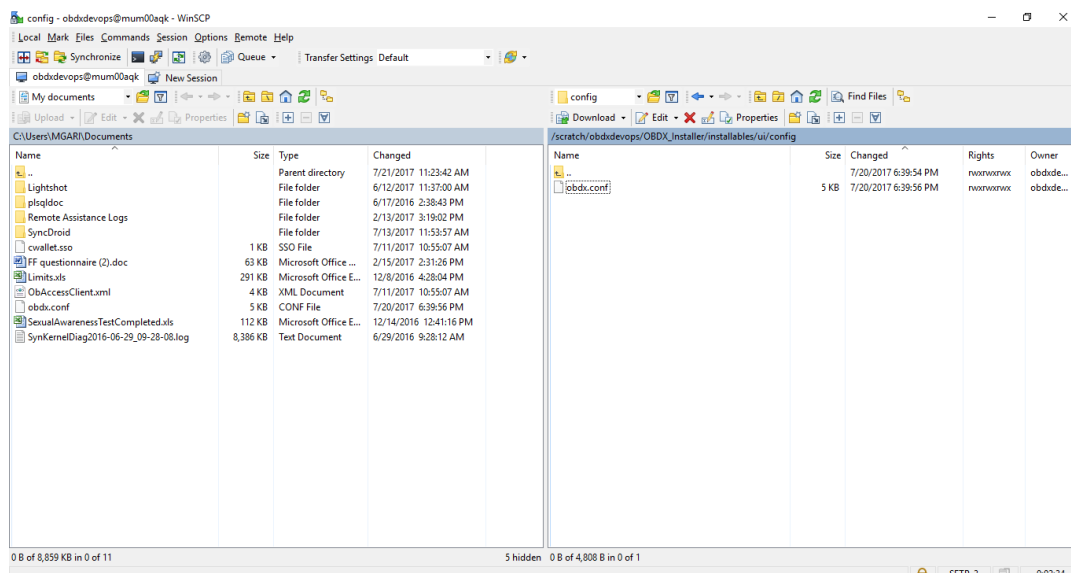 config - obdxdevops@mum00aqk - WinSCP
Local Mark Files Commands Session Options Remote Help
Synchronize Queue Transfer Settings Default
obdxdevops@mum00aqk New Session
My documents config Find Files
Upload Edit Properties Download Edit Properties
C:\Users\MGARI\Documents /scratch/obdxdevops/OBDX_Installer/installables/ui/config
Name Size Type Changed Name Size Changed Rights Owner
.. Parent directory 7/21/2017 11:23:42 AM .. 7/20/2017 6:39:54 PM rwxrwxrwx obdxde...
Lightshot File folder 6/12/2017 11:37:00 AM obdx.conf 5 KB 7/20/2017 6:39:56 PM rwxrwxrwx obdxde...
plsqldoc File folder 6/17/2016 2:38:43 PM
Remote Assistance Logs File folder 2/13/2017 3:19:02 PM
SyncDroid File folder 7/13/2017 11:53:57 AM
cwallet.sso 1 KB SSO File 7/11/2017 10:55:07 AM
FF questionnaire (2).doc 63 KB Microsoft Office ... 2/15/2017 2:31:26 PM
Limits.xls 291 KB Microsoft Office E... 12/8/2016 4:28:04 PM
ObAccessClient.xml 4 KB XML Document 7/11/2017 10:55:07 AM
obdx.conf 5 KB CONF File 7/20/2017 6:39:56 PM
SexualAwarenessTestCompleted.xls 112 KB Microsoft Office E... 12/14/2016 12:41:16 PM
SynKernelDiag2016-06-29_09-28-08.log 8,386 KB Text Document 6/29/2016 9:28:12 AM
0 B of 8,859 KB in 0 of 11 5 hidden 0 B of 4,808 B in 0 of 1